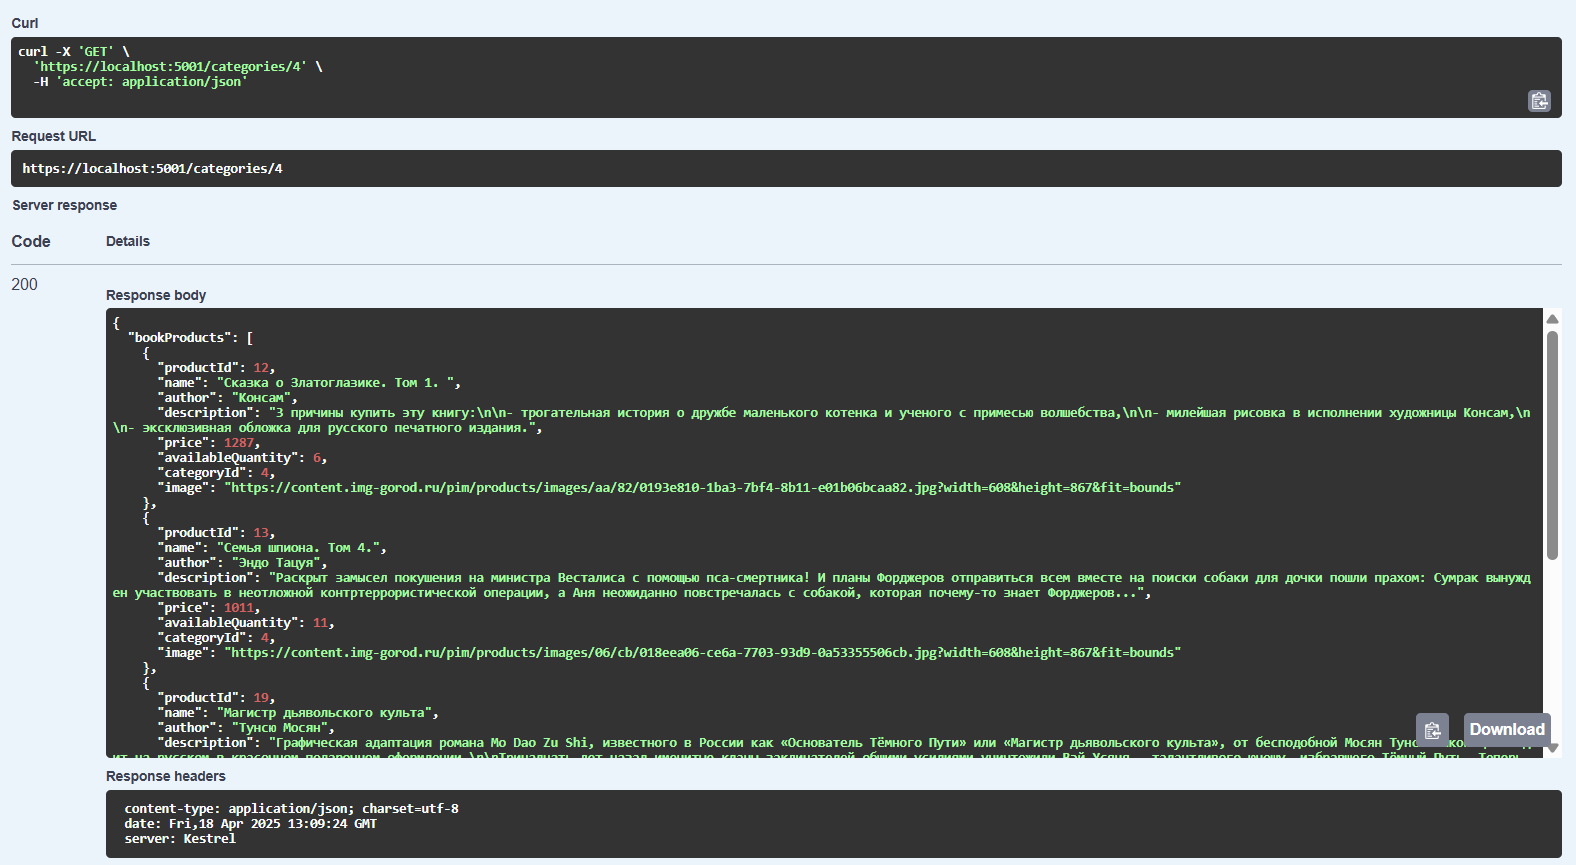 Curl
curl -X 'GET' \
  'https://localhost:5001/categories/4' \
  -H 'accept: application/json'
Request URL
https://localhost:5001/categories/4
Server response
Code Details
200
Response body
{
  "bookProducts": [
    {
      "productId": 12,
      "name": "Сказка о Златоглазике. Том 1. ",
      "author": "Консам",
      "description": "3 причины купить эту книгу:\n\n- трогательная история о дружбе маленького котенка и ученого с примесью волшебства,\n\n- милейшая рисовка в исполнении художницы Консам,\n
\n- эксклюзивная обложка для русского печатного издания.",
      "price": 1287,
      "availableQuantity": 6,
      "categoryId": 4,
      "image": "https://content.img-gorod.ru/pim/products/images/aa/82/0193e810-1ba3-7bf4-8b11-e01b06bcaa82.jpg?width=608&height=867&fit=bounds"
    },
    {
      "productId": 13,
      "name": "Семья шпиона. Том 4.",
      "author": "Эндо Тацуя",
      "description": "Раскрыт замысел покушения на министра Весталиса с помощью пса-смертника! И планы Форджеров отправиться всем вместе на поиски собаки для дочки пошли прахом: Сумрак вынужд
ен участвовать в неотложной контртеррористической операции, а Аня неожиданно повстречалась с собакой, которая почему-то знает Форджеров...",
      "price": 1011,
      "availableQuantity": 11,
      "categoryId": 4,
      "image": "https://content.img-gorod.ru/pim/products/images/06/cb/018eea06-ce6a-7703-93d9-0a53355506cb.jpg?width=608&height=867&fit=bounds"
    },
    {
      "productId": 19,
      "name": "Магистр дьявольского культа",
      "author": "Тунсю Мосян",
      "description": "Графическая адаптация романа Mo Dao Zu Shi, известного в России как «Основатель Тёмного Пути» или «Магистр дьявольского культа», от бесподобной Мосян
Download
Response headers
content-type: application/json; charset=utf-8
date: Fri,18 Apr 2025 13:09:24 GMT
server: Kestrel